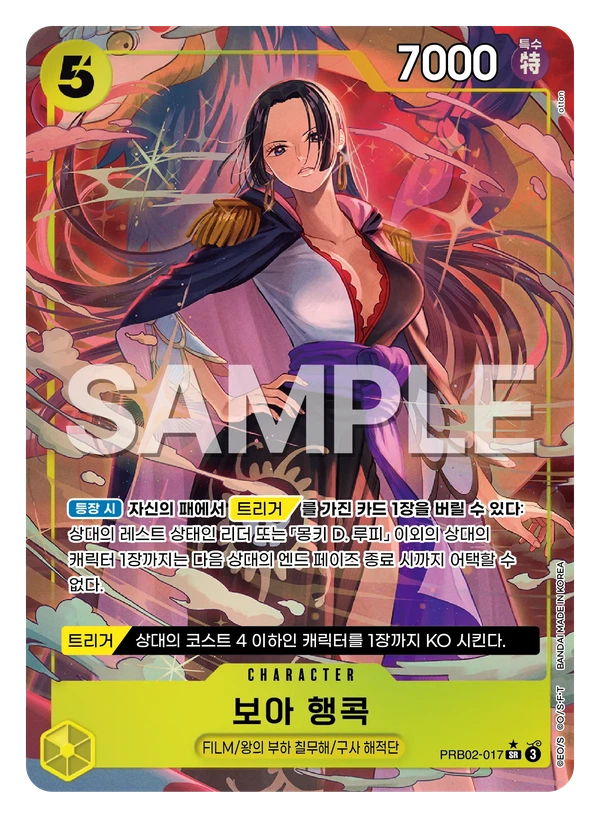 5
7000
특수
特
otton
SAMPLE
등장 시 자신의 패에서 트리거 를 가진 카드 1장을 버릴 수 있다:
상대의 레스트 상태인 리더 또는 「몽키 D. 루피」 이외의 상대의
캐릭터 1장까지는 다음 상대의 엔드 페이즈 종료 시까지 어택할 수
없다.
트리거 상대의 코스트 4 이하인 캐릭터를 1장까지 KO 시킨다.
CHARACTER
보아 행콕
FILM/왕의 부하 칠무해/구사 해적단
PRB02-017 ★ SR 3
©EO/S ©O/S·F·T BANDAI MADE IN KOREA